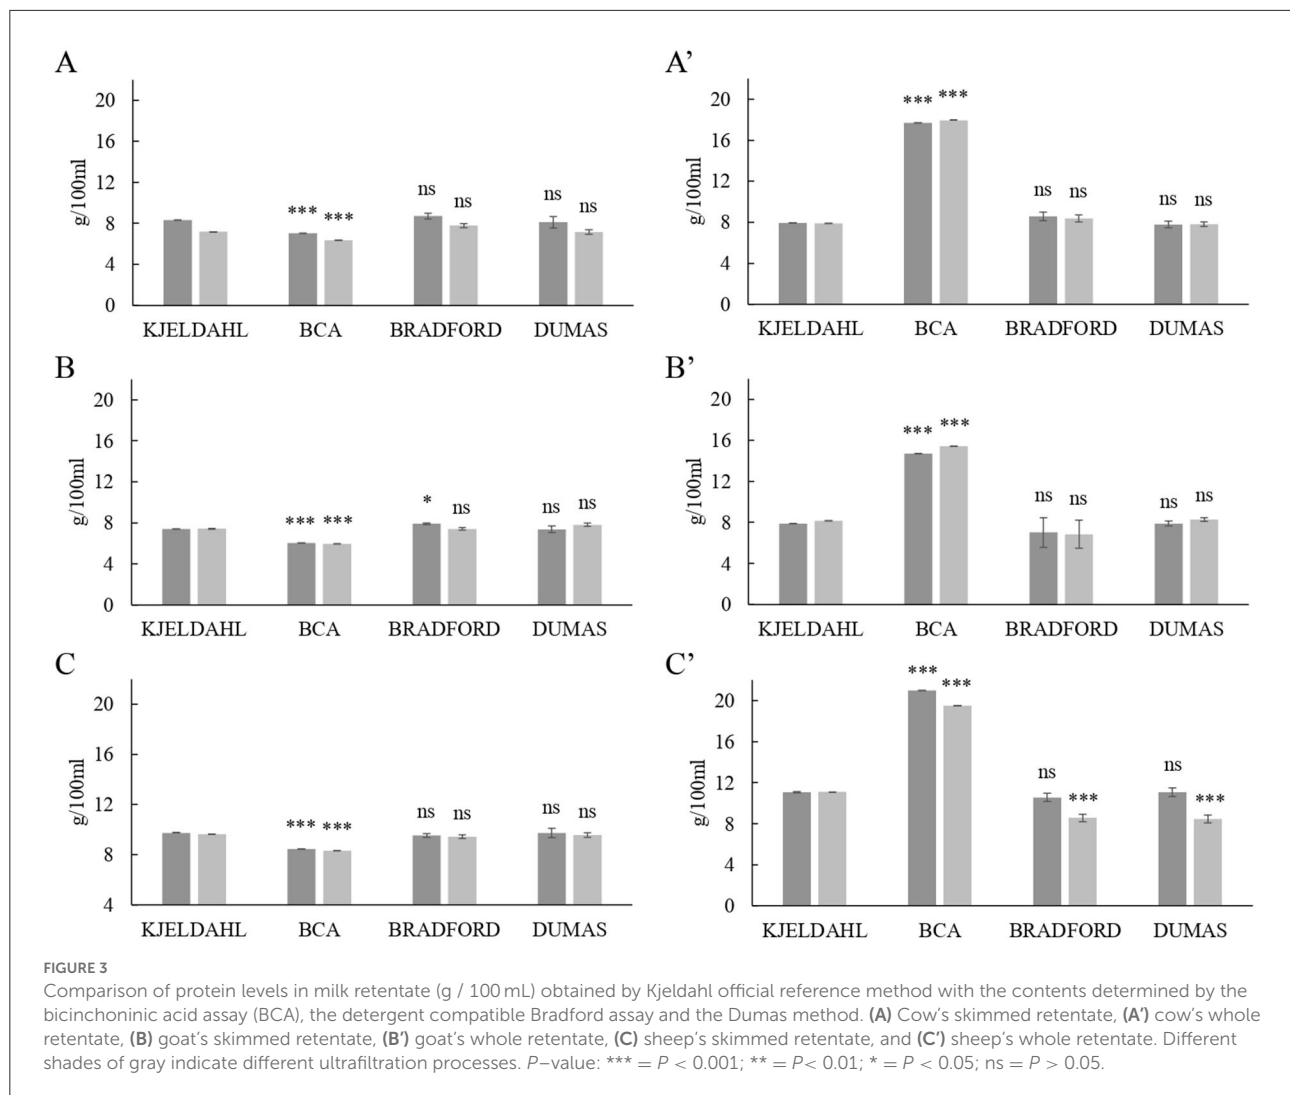 A
20
16
12
8
4
0
g/100ml
*** ***
ns ns
ns ns
KJELDAHL BCA BRADFORD DUMAS
A’
20
16
12
8
4
0
g/100ml
*** ***
ns ns
ns ns
KJELDAHL BCA BRADFORD DUMAS
B
20
16
12
8
4
0
g/100ml
*** ***
* ns
ns ns
KJELDAHL BCA BRADFORD DUMAS
B’
20
16
12
8
4
0
g/100ml
*** ***
ns ns
ns ns
KJELDAHL BCA BRADFORD DUMAS
C
20
16
12
8
4
g/100ml
*** ***
ns ns
ns ns
KJELDAHL BCA BRADFORD DUMAS
C’
20
16
12
8
4
0
g/100ml
*** ***
ns ***
ns ***
KJELDAHL BCA BRADFORD DUMAS
FIGURE 3
Comparison of protein levels in milk retentate (g / 100 mL) obtained by Kjeldahl official reference method with the contents determined by the
bicinchoninic acid assay (BCA), the detergent compatible Bradford assay and the Dumas method. (A) Cow's skimmed retentate, (A’) cow's whole
retentate, (B) goat's skimmed retentate, (B’) goat's whole retentate, (C) sheep's skimmed retentate, and (C’) sheep's whole retentate. Different
shades of gray indicate different ultrafiltration processes. P–value: *** = P < 0.001; ** = P< 0.01; * = P < 0.05; ns = P > 0.05.